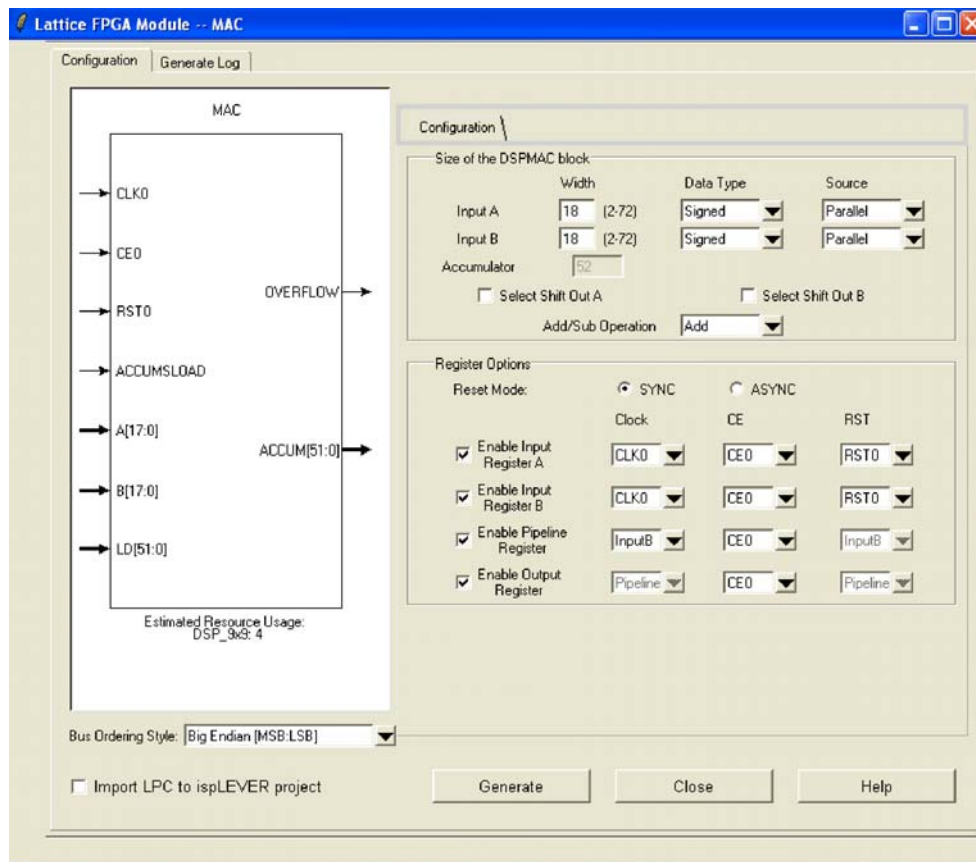 Lattice FPGA Module -- MAC
Configuration Generate Log
MAC
CLK0
CE0
RST0
ACCUMSLOAD
A[17:0]
B[17:0]
LD[51:0]
OVERFLOW
ACCUM[51:0]
Estimated Resource Usage:
DSP_9x9: 4
Configuration
Size of the DSPMAC block
Width Data Type Source
Input A 18 (2-72) Signed Parallel
Input B 18 (2-72) Signed Parallel
Accumulator 52
Select Shift Out A Select Shift Out B
Add/Sub Operation Add
Register Options
Reset Mode: SYNC ASYNC
Clock CE RST
Enable Input
Register A CLK0 CE0 RST0
Enable Input
Register B CLK0 CE0 RST0
Enable Pipeline
Register InputB CE0 InputB
Enable Output
Register Pipeline CE0 Pipeline
Bus Ordering Style: Big Endian [MSB:LSB]
Import LPC to ispLEVER project Generate Close Help